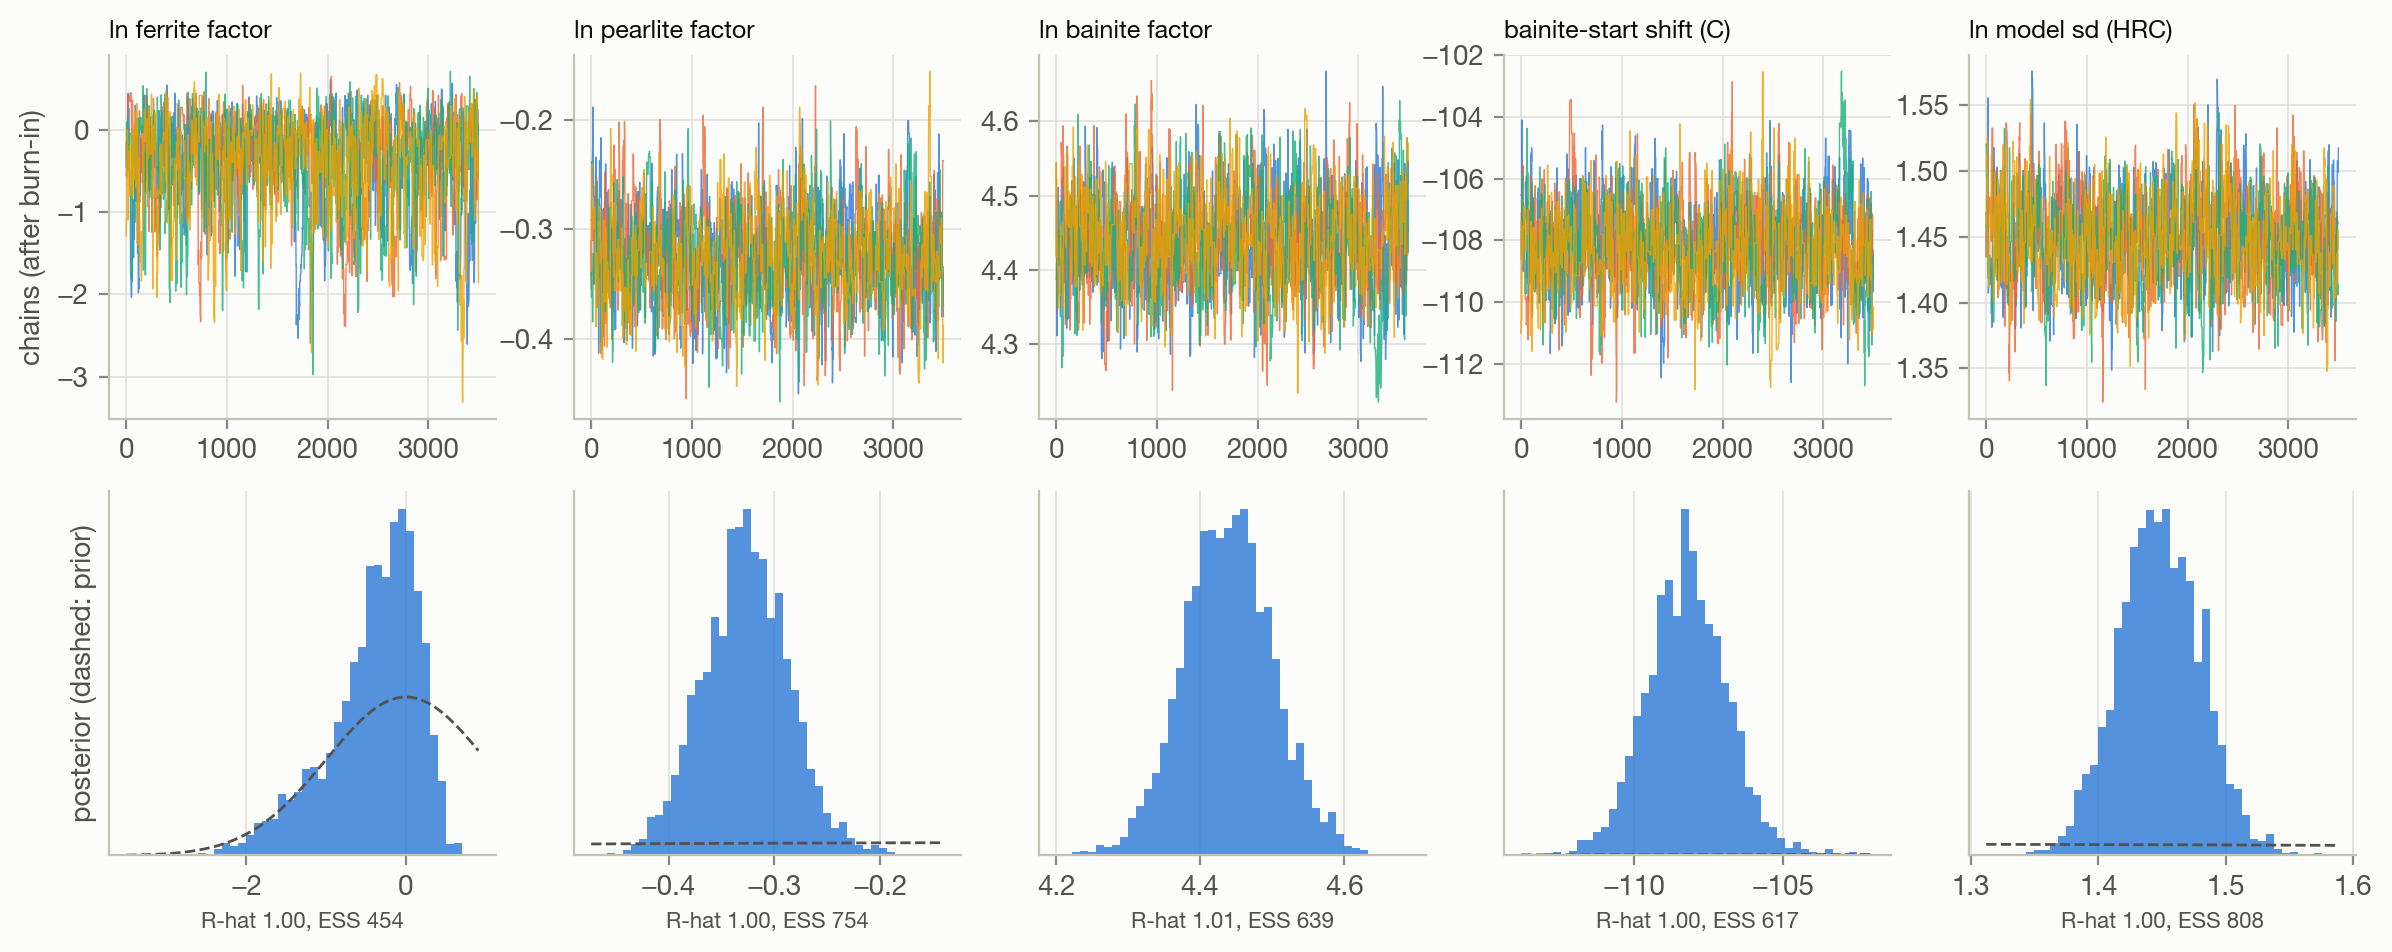 ln ferrite factor
ln pearlite factor
ln bainite factor
bainite-start shift (C)
ln model sd (HRC)
chains (after burn-in)
0
−1
−2
−3
−0.2
−0.3
−0.4
4.6
4.5
4.4
4.3
−102
−104
−106
−108
−110
−112
1.55
1.50
1.45
1.40
1.35
0 1000 2000 3000
0 1000 2000 3000
0 1000 2000 3000
0 1000 2000 3000
0 1000 2000 3000
posterior (dashed: prior)
−2 0
−0.4 −0.3 −0.2
4.2 4.4 4.6
−110 −105
1.3 1.4 1.5 1.6
R-hat 1.00, ESS 454
R-hat 1.00, ESS 754
R-hat 1.01, ESS 639
R-hat 1.00, ESS 617
R-hat 1.00, ESS 808